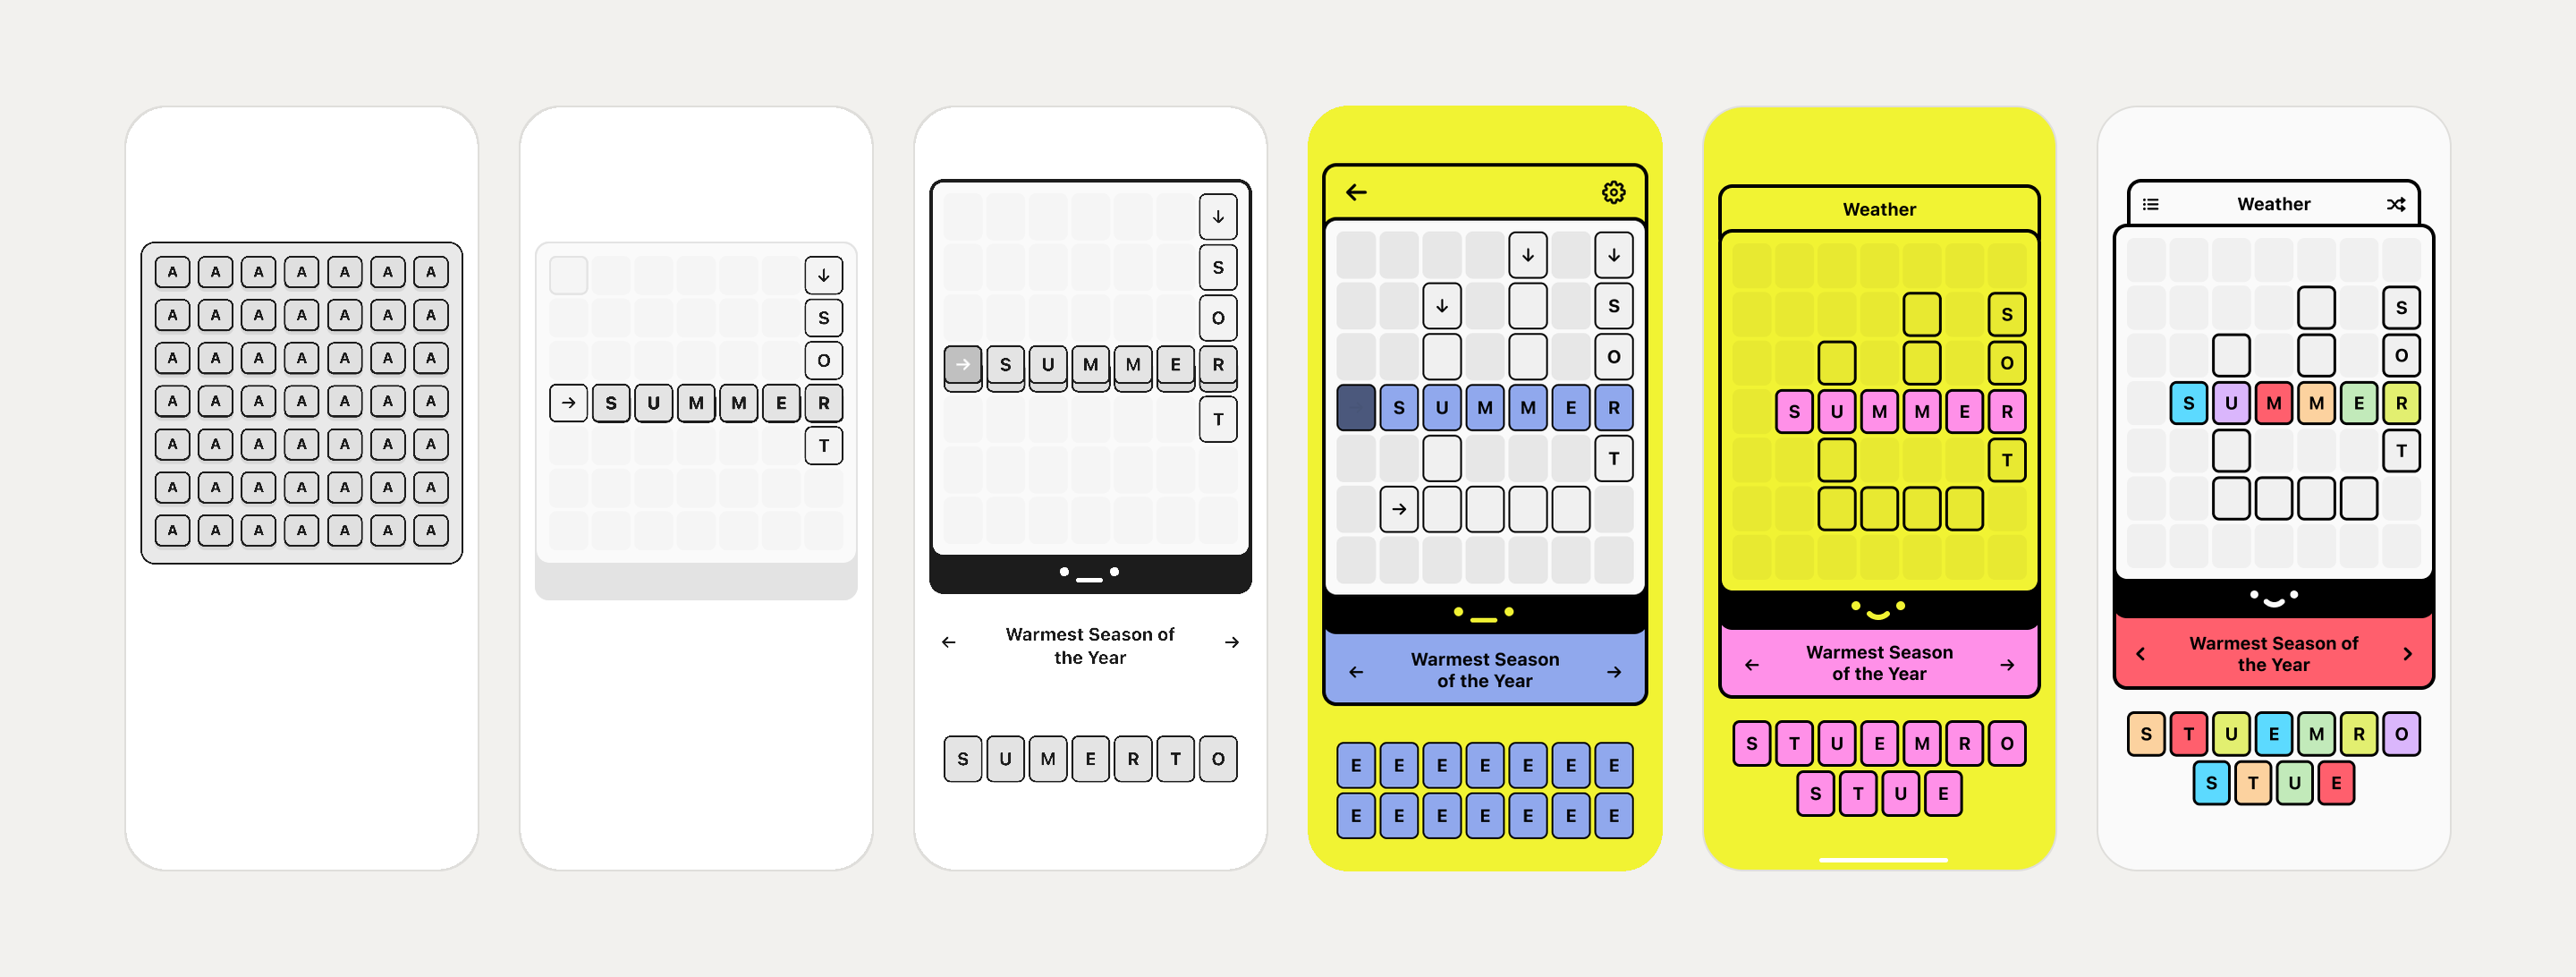 A A A A A A A
A A A A A A A
A A A A A A A
A A A A A A A
A A A A A A A
A A A A A A A
A A A A A A A
↓
S
O
→ S U M M E R
T
↓
S
O
→ S U M M E R
T
← Warmest Season of →
the Year
S U M E R T O
←
↓ ↓
↓ S
O
S U M M E R
T
→
← Warmest Season →
of the Year
E E E E E E E
E E E E E E E
Weather
S
O
S U M M E R
T
← Warmest Season →
of the Year
S T U E M R O
S T U E
Weather
S
O
S U M M E R
T
< Warmest Season of >
the Year
S T U E M R O
S T U E